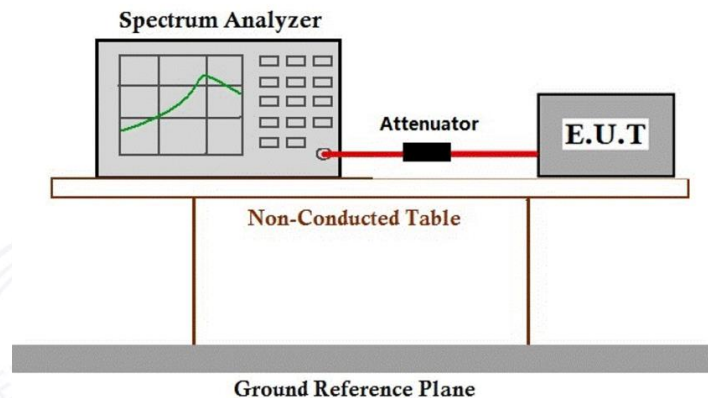 Spectrum Analyzer
Attenuator
E.U.T
Non-Conducted Table
Ground Reference Plane